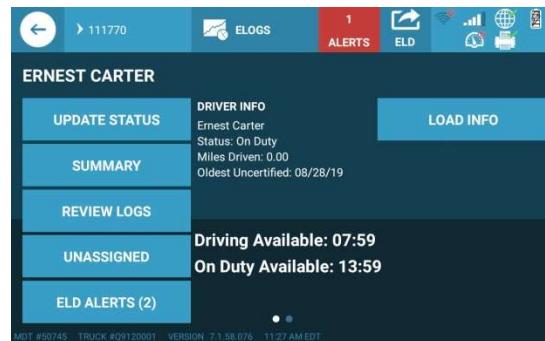 > 111770
ELOGS
1
ALERTS
ELD
ERNEST CARTER
UPDATE STATUS
SUMMARY
REVIEW LOGS
UNASSIGNED
ELD ALERTS (2)
DRIVER INFO
Ernest Carter
Status: On Duty
Miles Driven: 0.00
Oldest Uncertified: 08/28/19
LOAD INFO
Driving Available: 07:59
On Duty Available: 13:59
MDT #50745 TRUCK #Q9120001 VERSION 7.1.58.076 11:27 AM EDT